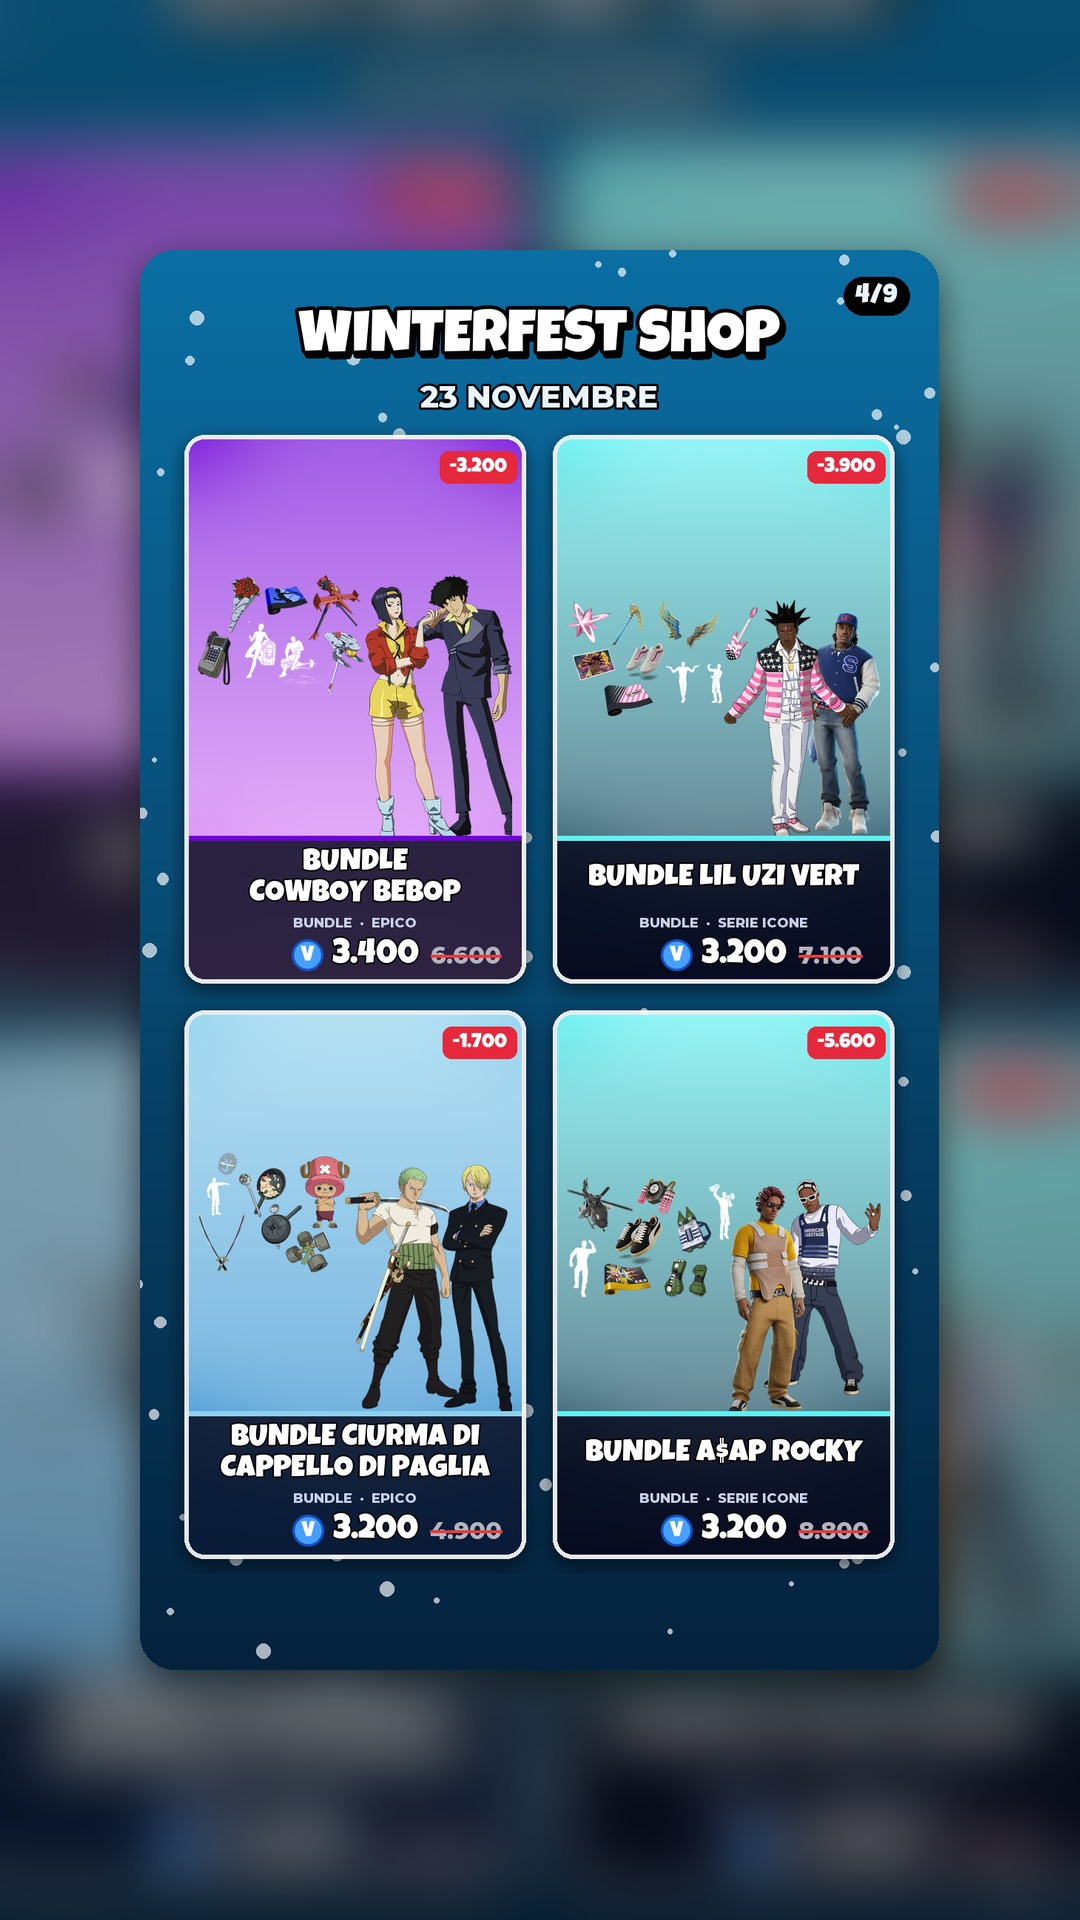 4/9
WINTERFEST SHOP
23 NOVEMBRE
-3.200
BUNDLE
COWBOY BEBOP
BUNDLE · EPICO
V 3.400 6.600
-3.900
S
BUNDLE LIL UZI VERT
BUNDLE · SERIE ICONE
V 3.200 7.100
-1.700
BUNDLE CIURMA DI
CAPPELLO DI PAGLIA
BUNDLE · EPICO
V 3.200 4.900
-5.600
AMERICAN
SABOTAGE
BUNDLE A$AP ROCKY
BUNDLE · SERIE ICONE
V 3.200 8.800